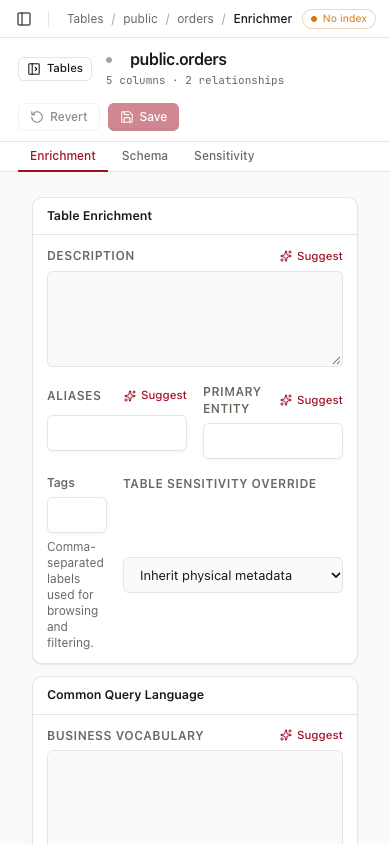 Tables / public / orders / Enrichmer
No index
Tables
public.orders
5 columns · 2 relationships
Revert
Save
Enrichment
Schema
Sensitivity
Table Enrichment
DESCRIPTION
Suggest
ALIASES
Suggest
PRIMARY
ENTITY
Suggest
Tags
Comma-
separated
labels
used for
browsing
and
filtering.
TABLE SENSITIVITY OVERRIDE
Inherit physical metadata
Common Query Language
BUSINESS VOCABULARY
Suggest